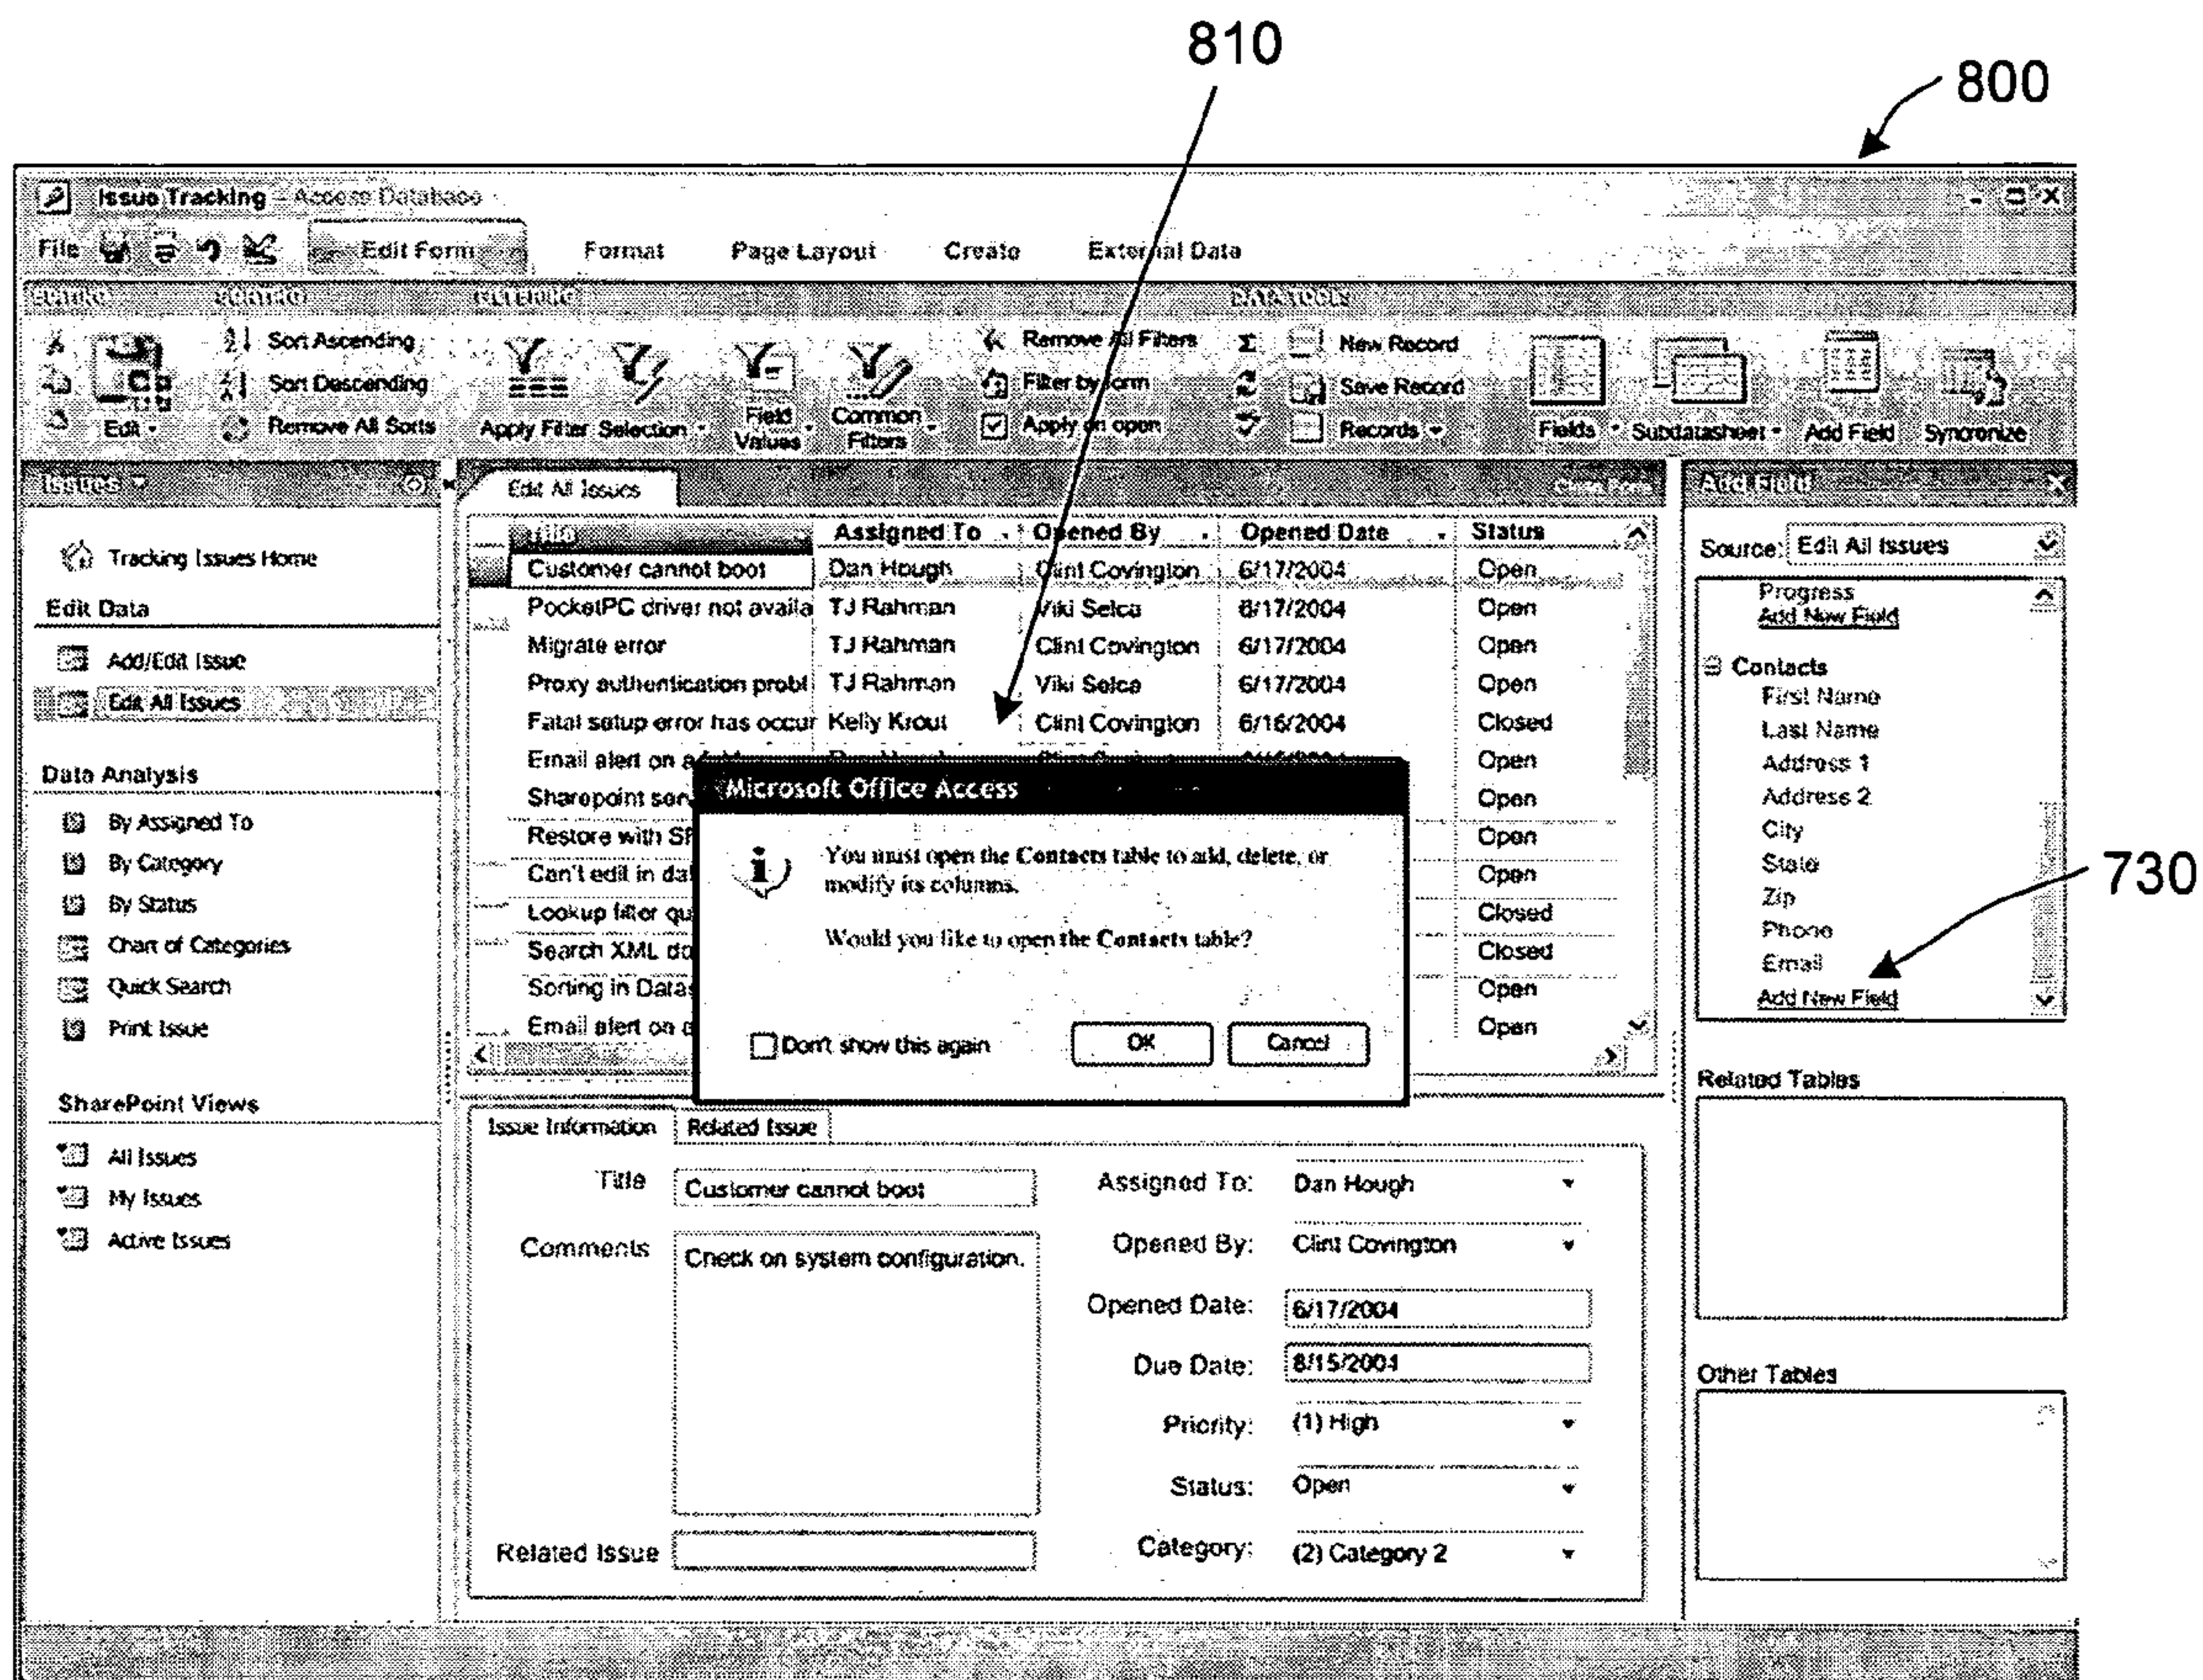 810
800
Issue Tracking - Access Database
File Edit Form Format Page Layout Create External Data
EDITING SORTING FILTERING DATA TOOLS
Sort Ascending Remove All Filters Σ New Record
Sort Descending Filter by form Save Record
Edit Remove All Sorts Apply Filter Selection Field Values Common Filters Apply on open Records Fields Subdatasheet Add Field Syncronize
Issues Edit All Issues Close Form Add Field
Title Assigned To Opened By Opened Date Status
Source: Edit All Issues
Tracking Issues Home
Customer cannot boot Dan Hough Clint Covington 6/17/2004 Open
PocketPC driver not availa TJ Rahman Viki Selca 6/17/2004 Open
Migrate error TJ Rahman Clint Covington 6/17/2004 Open
Proxy authentication probl TJ Rahman Viki Selca 6/17/2004 Open
Fatal setup error has occur Kelly Krout Clint Covington 6/16/2004 Closed
Email alert on a Open
Sharepoint serv Open
Restore with SP Open
Can't edit in dat Open
Lookup filter qu Closed
Search XML do Closed
Sorting in Datas Open
Email alert on a Open
Edit Data
Add/Edit Issue
Edit All Issues
Data Analysis
By Assigned To
By Category
By Status
Chart of Categories
Quick Search
Print Issue
SharePoint Views
All Issues
My Issues
Active Issues
Microsoft Office Access
You must open the Contacts table to add, delete, or
modify its columns.
Would you like to open the Contacts table?
Don't show this again OK Cancel
Progress
Add New Field
Contacts
First Name
Last Name
Address 1
Address 2
City
State
Zip
Phone
Email
Add New Field
730
Related Tables
Other Tables
Issue Information Related Issue
Title Customer cannot boot Assigned To: Dan Hough
Comments Check on system configuration. Opened By: Clint Covington
Opened Date: 6/17/2004
Due Date: 8/15/2004
Priority: (1) High
Status: Open
Related Issue Category: (2) Category 2